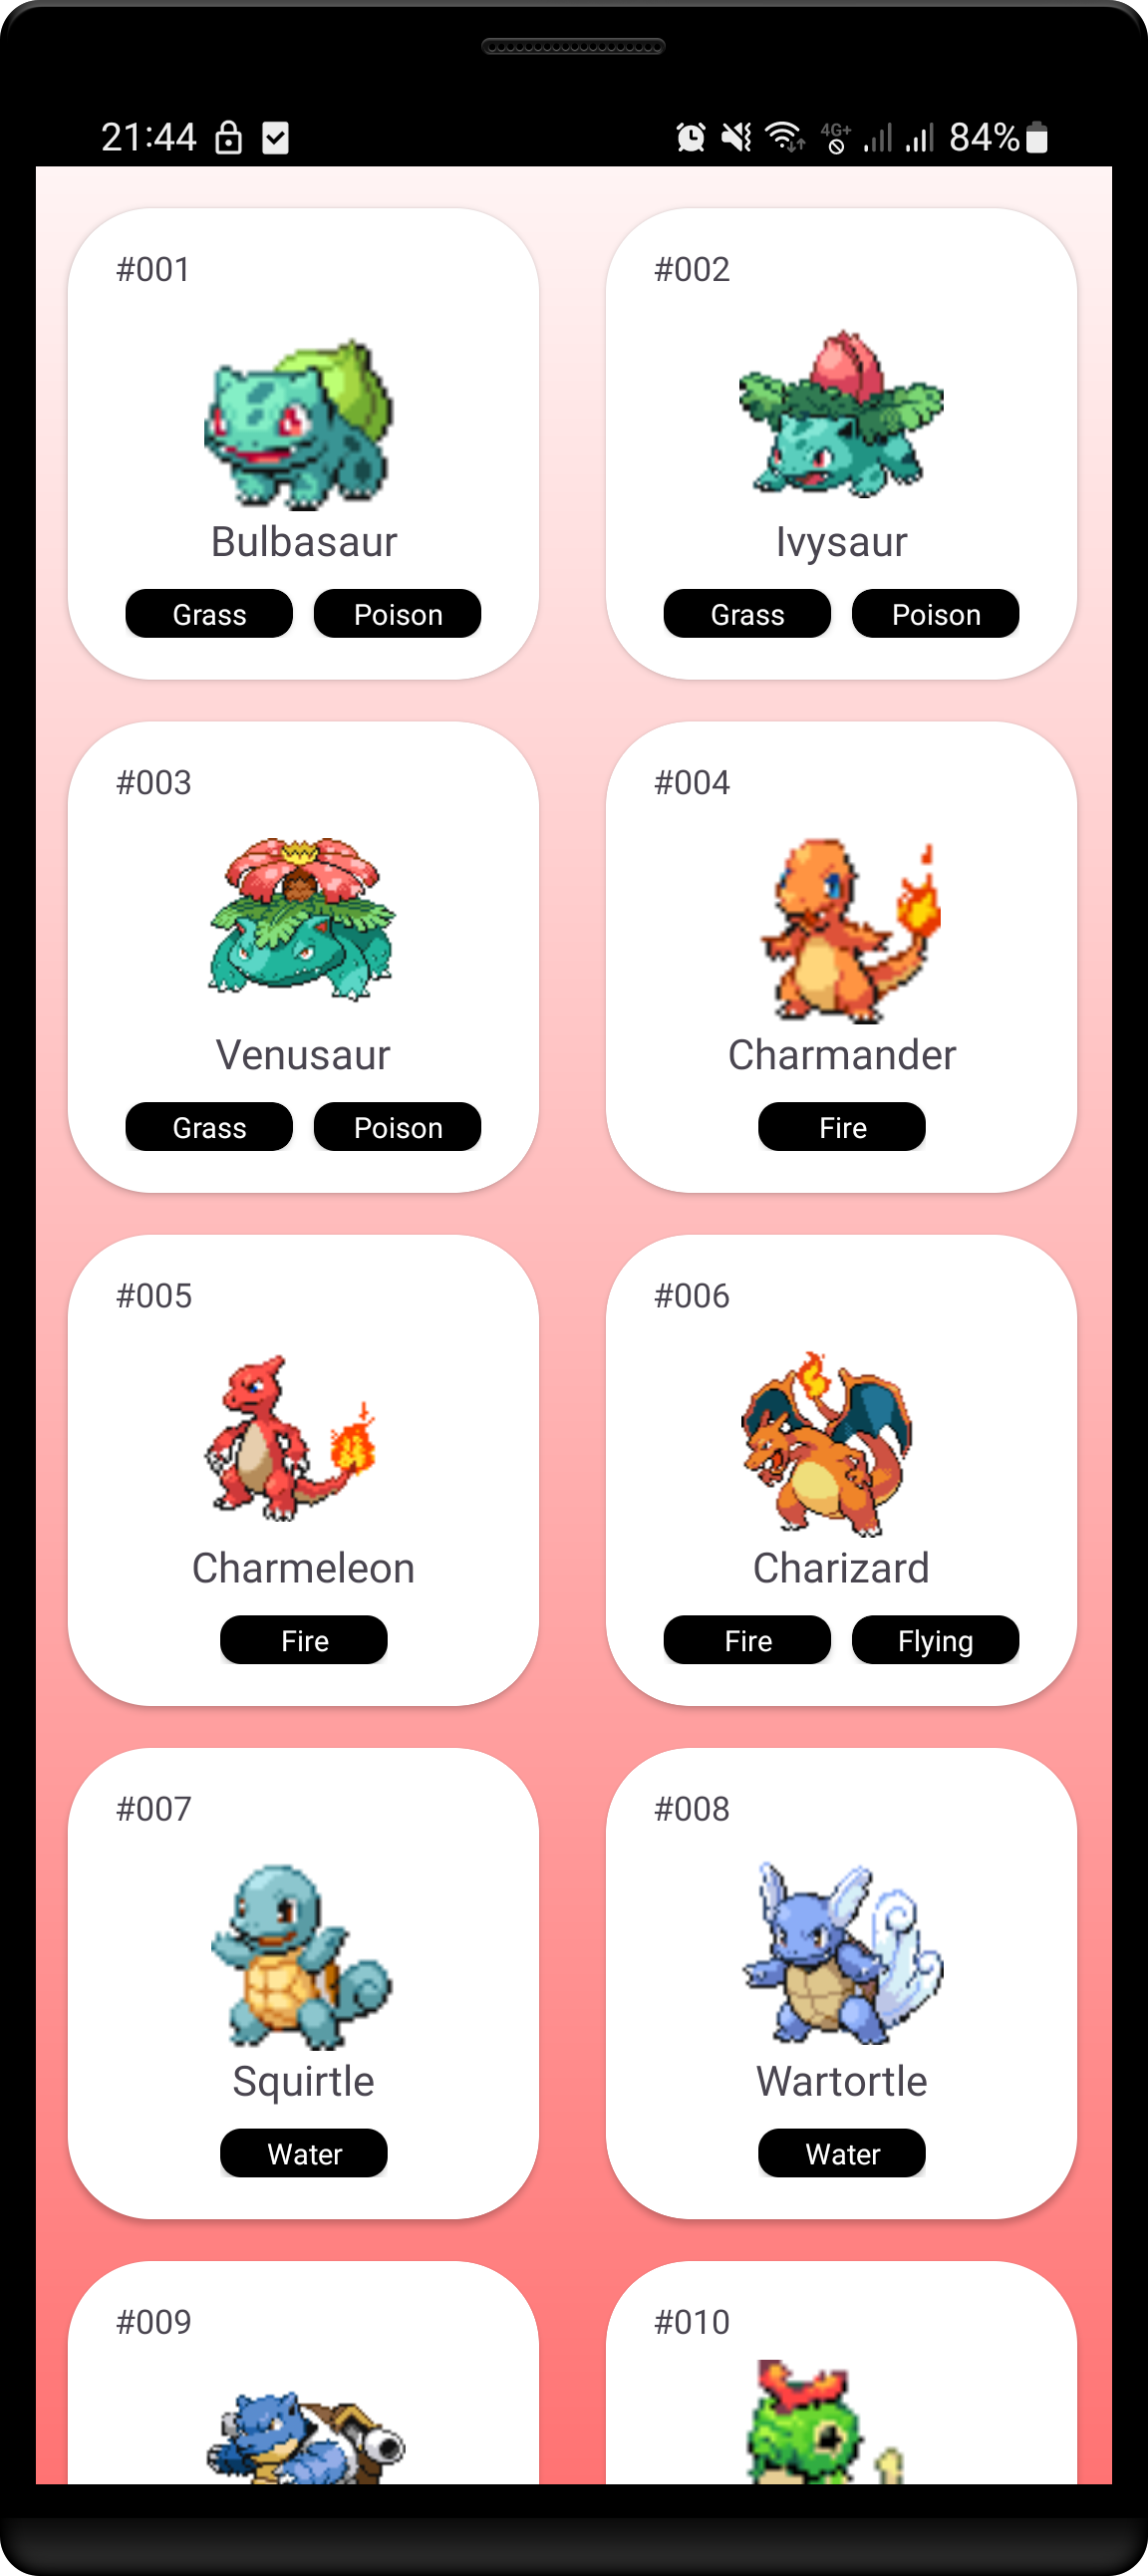 21:44 4G+ 84%
#001 #002
Bulbasaur Ivysaur
Grass Poison Grass Poison
#003 #004
Venusaur Charmander
Grass Poison Fire
#005 #006
Charmeleon Charizard
Fire Fire Flying
#007 #008
Squirtle Wartortle
Water Water
#009 #010